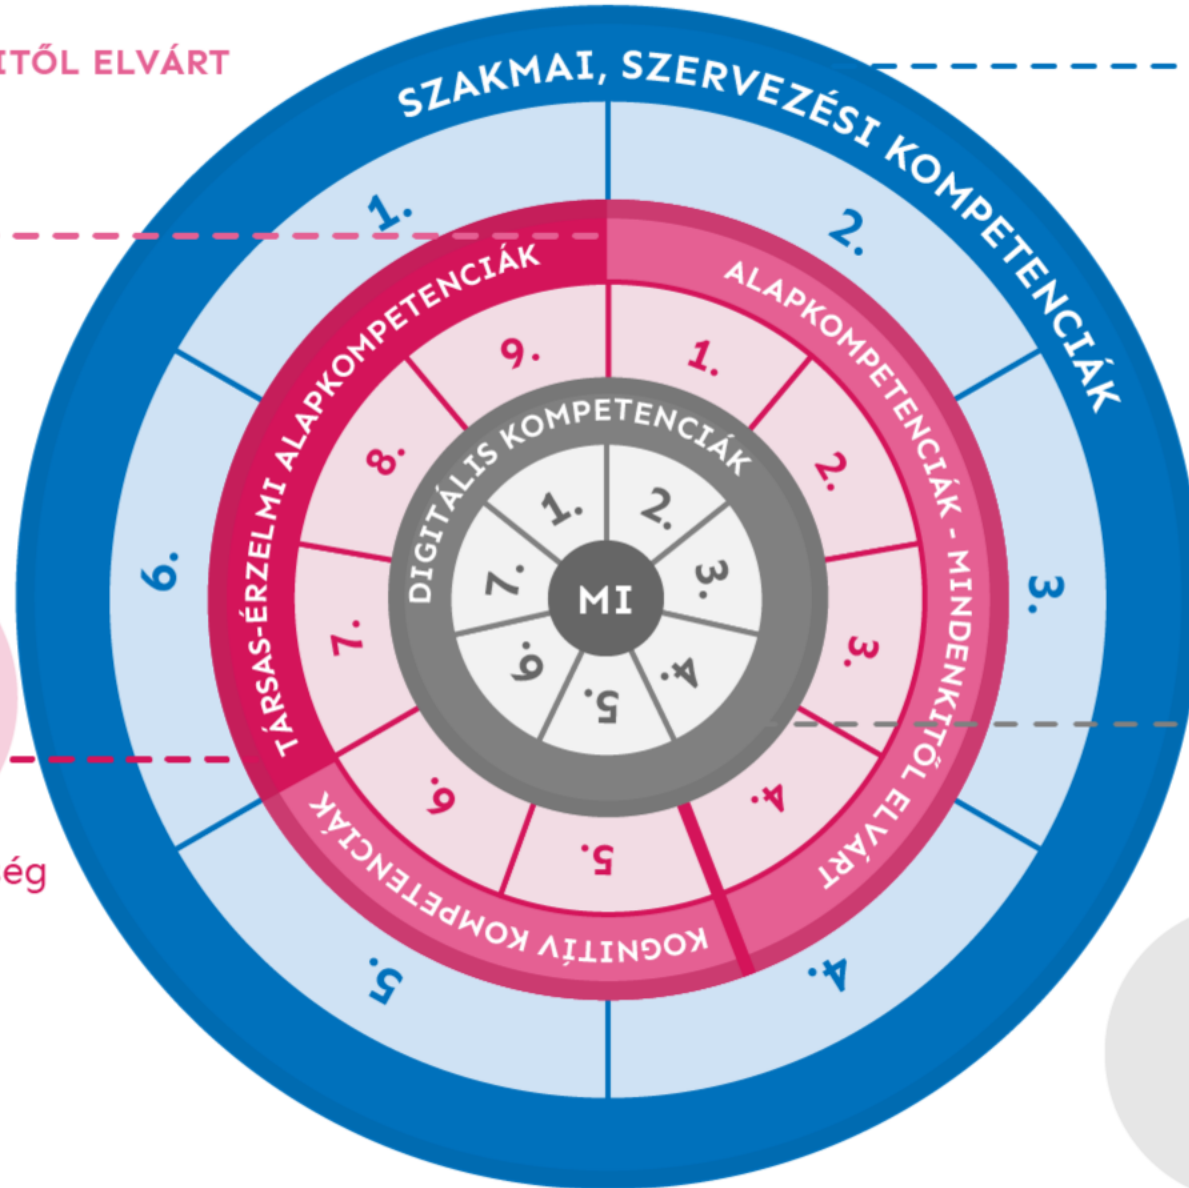 ITŐL ELVÁRT
SZAKMAI, SZERVEZÉSI KOMPETENCIÁK
1.
2.
3.
4.
5.
6.
ALAPKOMPETENCIÁK - MINDENKITŐL ELVÁRT
KOGNITÍV KOMPETENCIÁK
TÁRSAS-ÉRZELMI ALAPKOMPETENCIÁK
1.
2.
3.
4.
5.
6.
7.
8.
9.
DIGITÁLIS KOMPETENCIÁK
1.
2.
3.
4.
5.
6.
7.
MI
ég